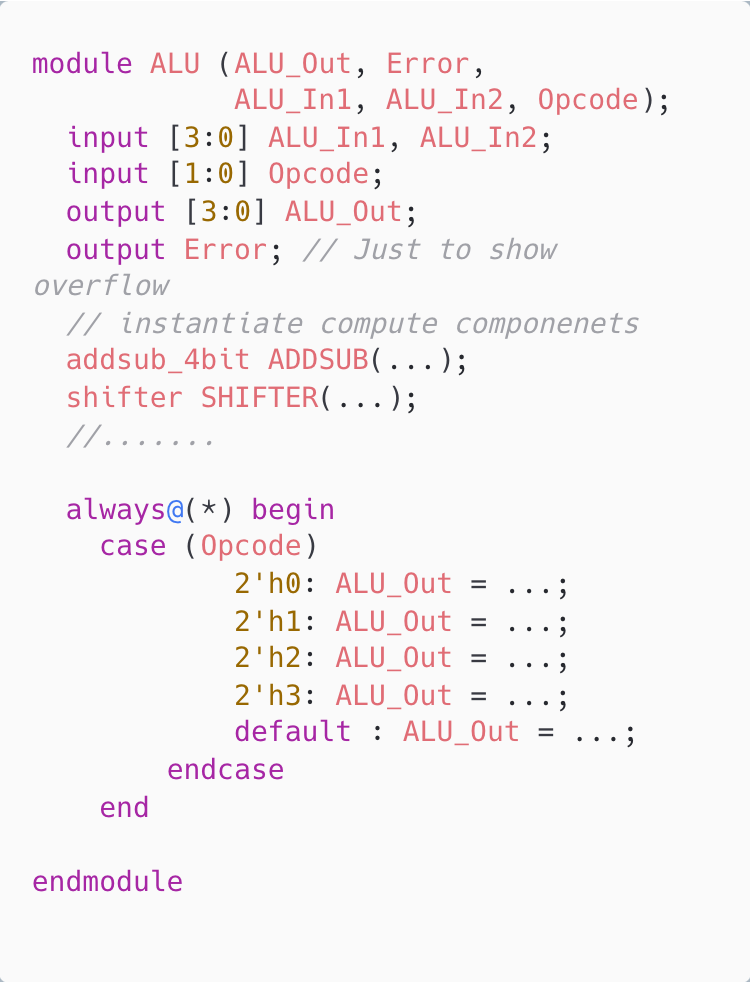 module ALU (ALU_Out, Error,
            ALU_In1, ALU_In2, Opcode);
  input [3:0] ALU_In1, ALU_In2;
  input [1:0] Opcode;
  output [3:0] ALU_Out;
  output Error; // Just to show
overflow
  // instantiate compute componenets
  addsub_4bit ADDSUB(...);
  shifter SHIFTER(...);
  //.......
  always@(*) begin
    case (Opcode)
            2'h0: ALU_Out = ...;
            2'h1: ALU_Out = ...;
            2'h2: ALU_Out = ...;
            2'h3: ALU_Out = ...;
            default : ALU_Out = ...;
        endcase
    end
endmodule